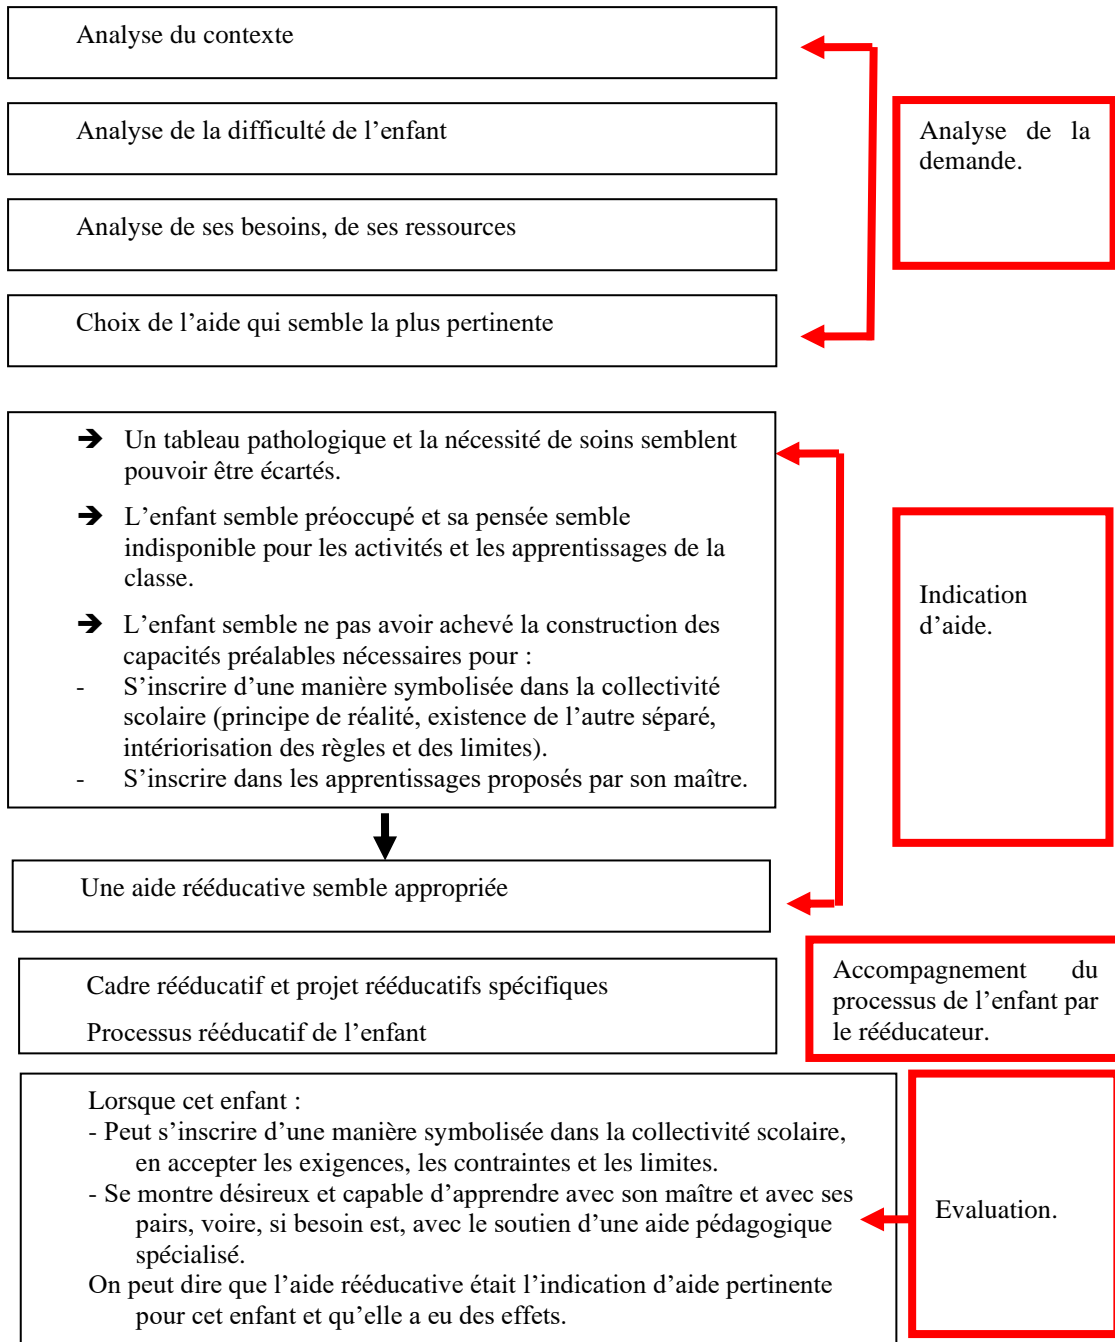 Analyse du contexte
Analyse de la difficulté de l’enfant
Analyse de la
demande.
Analyse de ses besoins, de ses ressources
Choix de l’aide qui semble la plus pertinente
➔ Un tableau pathologique et la nécessité de soins semblent
pouvoir être écartés.
➔ L’enfant semble préoccupé et sa pensée semble
indisponible pour les activités et les apprentissages de la
classe.
➔ L’enfant semble ne pas avoir achevé la construction des
capacités préalables nécessaires pour :
- S’inscrire d’une manière symbolisée dans la collectivité
scolaire (principe de réalité, existence de l’autre séparé,
intériorisation des règles et des limites).
- S’inscrire dans les apprentissages proposés par son maître.
Indication
d’aide.
Une aide rééducative semble appropriée
Cadre rééducatif et projet rééducatifs spécifiques
Processus rééducatif de l’enfant
Accompagnement du
processus de l’enfant par
le rééducateur.
Lorsque cet enfant :
- Peut s’inscrire d’une manière symbolisée dans la collectivité scolaire,
en accepter les exigences, les contraintes et les limites.
- Se montre désireux et capable d’apprendre avec son maître et avec ses
pairs, voire, si besoin est, avec le soutien d’une aide pédagogique
spécialisé.
On peut dire que l’aide rééducative était l’indication d’aide pertinente
pour cet enfant et qu’elle a eu des effets.
Evaluation.